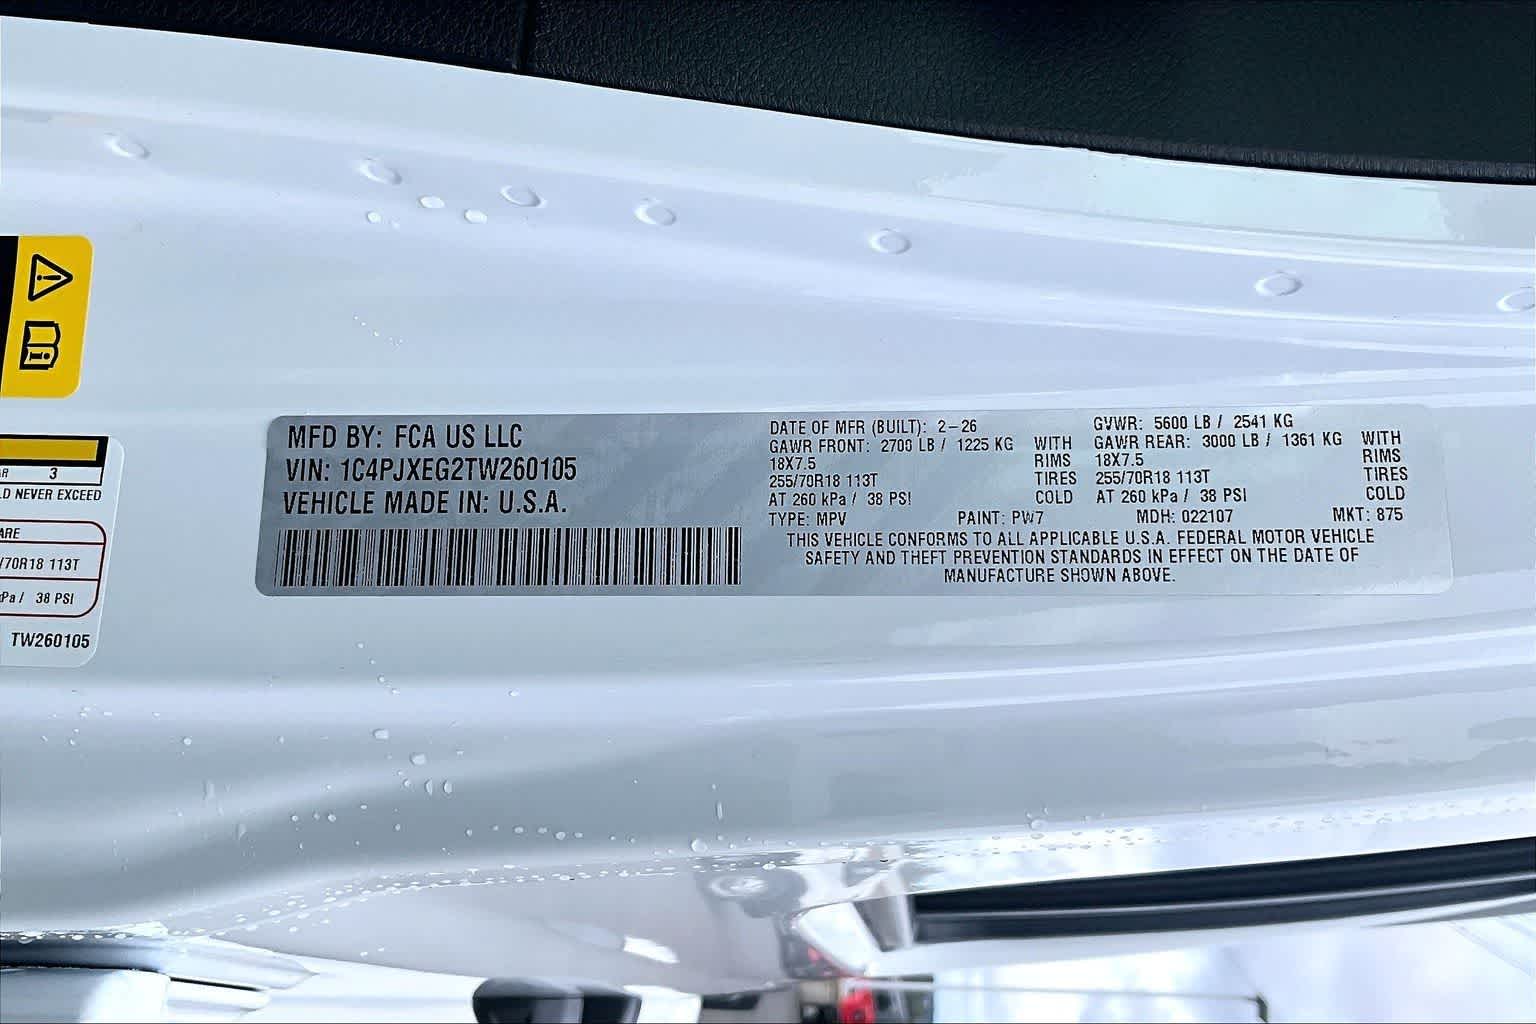 MFD BY: FCA US LLC
VIN: 1C4PJXEG2TW260105
VEHICLE MADE IN: U.S.A.
DATE OF MFR (BUILT): 2-26
GAWR FRONT: 2700 LB / 1225 KG WITH
18X7.5 RIMS
255/70R18 113T TIRES
AT 260 kPa / 38 PSI COLD
GVWR: 5600 LB / 2541 KG
GAWR REAR: 3000 LB / 1361 KG WITH
18X7.5 RIMS
255/70R18 113T TIRES
AT 260 kPa / 38 PSI COLD
TYPE: MPV PAINT: PW7 MDH: 022107 MKT: 875
THIS VEHICLE CONFORMS TO ALL APPLICABLE U.S.A. FEDERAL MOTOR VEHICLE
SAFETY AND THEFT PREVENTION STANDARDS IN EFFECT ON THE DATE OF
MANUFACTURE SHOWN ABOVE.
AR 3
LD NEVER EXCEED
ARE
/70R18 113T
kPa / 38 PSI
TW260105